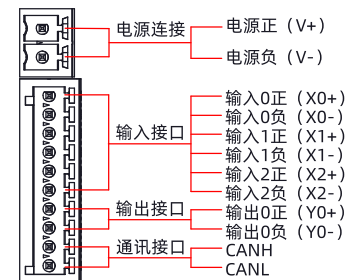 电源连接
电源正（V+）
电源负（V-）
输入接口
输入0正（X0+）
输入0负（X0-）
输入1正（X1+）
输入1负（X1-）
输入2正（X2+）
输入2负（X2-）
输出接口
输出0正（Y0+）
输出0负（Y0-）
通讯接口
CANH
CANL